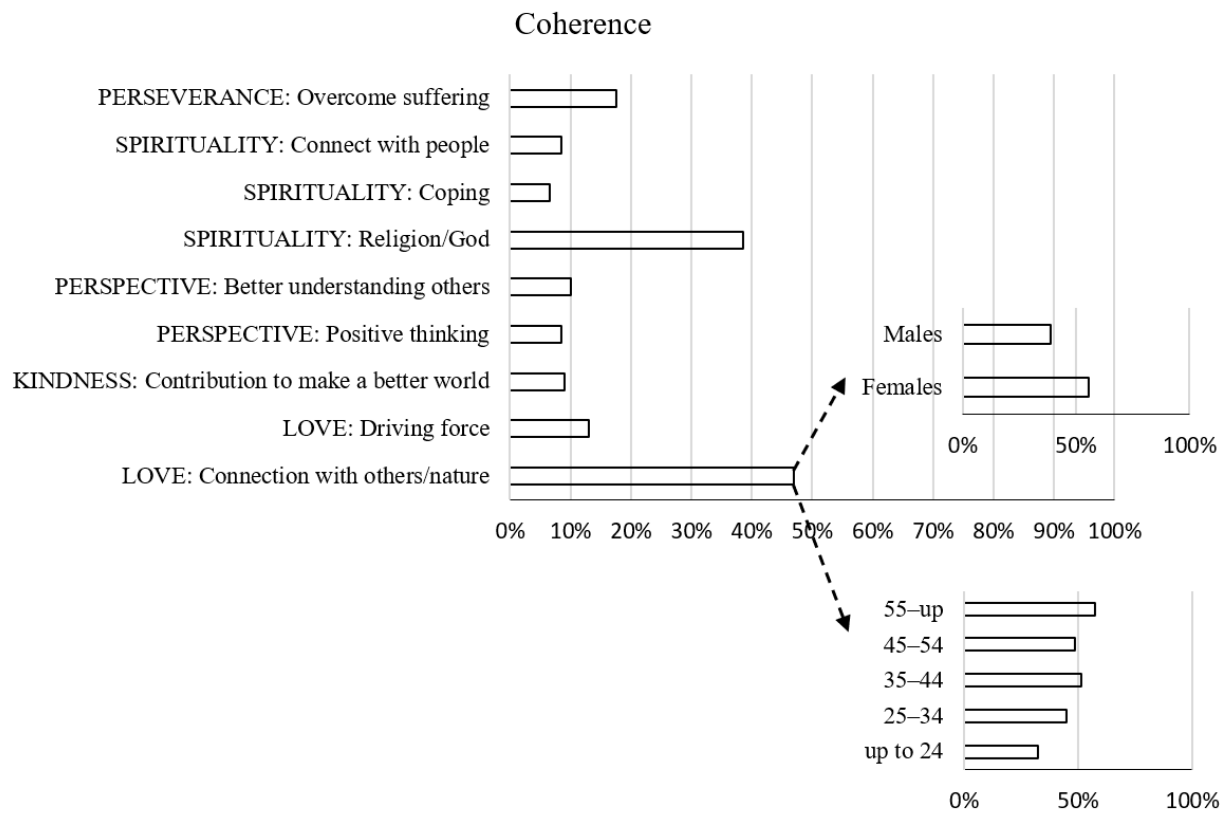 Coherence
PERSEVERANCE: Overcome suffering
SPIRITUALITY: Connect with people
SPIRITUALITY: Coping
SPIRITUALITY: Religion/God
PERSPECTIVE: Better understanding others
PERSPECTIVE: Positive thinking
KINDNESS: Contribution to make a better world
LOVE: Driving force
LOVE: Connection with others/nature
0% 10% 20% 30% 40% 50% 60% 70% 80% 90% 100%
Males
Females
0% 50% 100%
55–up
45–54
35–44
25–34
up to 24
0% 50% 100%